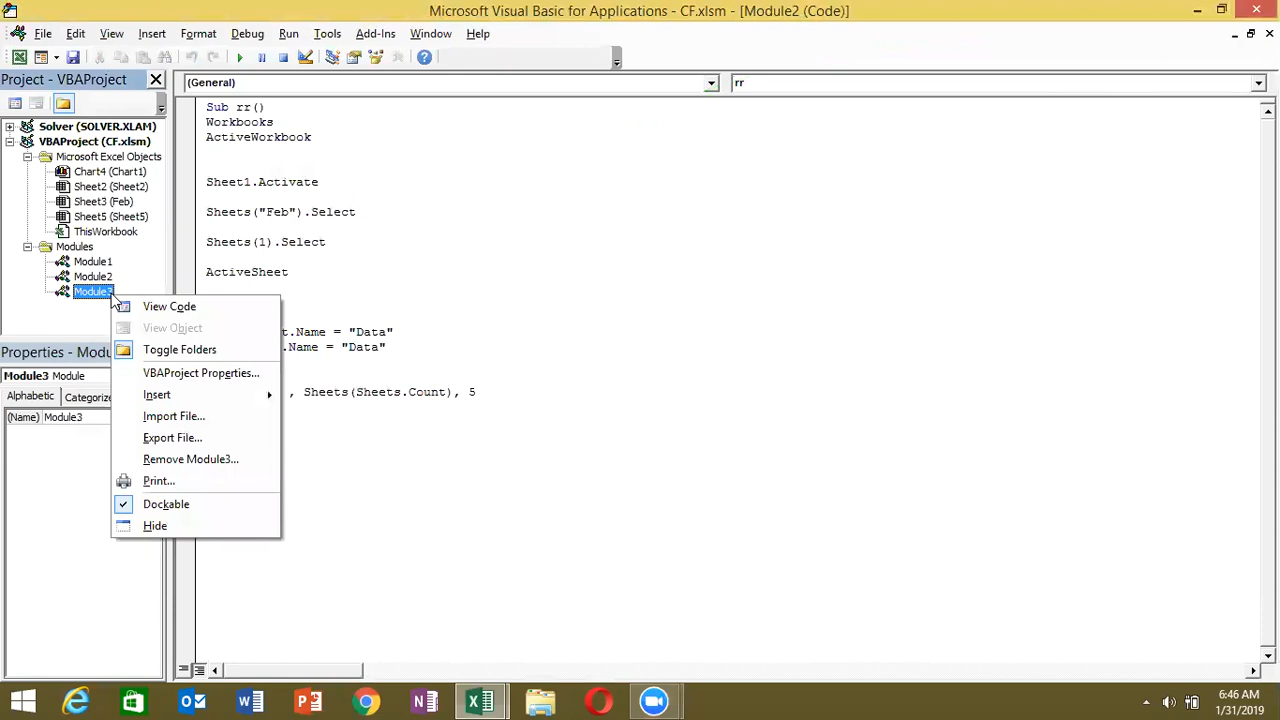 Microsoft Visual Basic for Applications - CF.xlsm - [Module2 (Code)]
File Edit View Insert Format Debug Run Tools Add-Ins Window Help
Project - VBAProject
(General)
rr
Solver (SOLVER.XLAM)
VBAProject (CF.xlsm)
Microsoft Excel Objects
Chart4 (Chart1)
Sheet2 (Sheet2)
Sheet3 (Feb)
Sheet5 (Sheet5)
ThisWorkbook
Modules
Module1
Module2
Module3
Sub rr()
Workbooks
ActiveWorkbook
Sheet1.Activate
Sheets("Feb").Select
Sheets(1).Select
ActiveSheet
t.Name = "Data"
.Name = "Data"
, Sheets(Sheets.Count), 5
View Code
View Object
Toggle Folders
VBAProject Properties...
Insert
Import File...
Export File...
Remove Module3...
Print...
Dockable
Hide
Properties - Modu
Module3 Module
Alphabetic Categorize
(Name) Module3
6:46 AM
1/31/2019